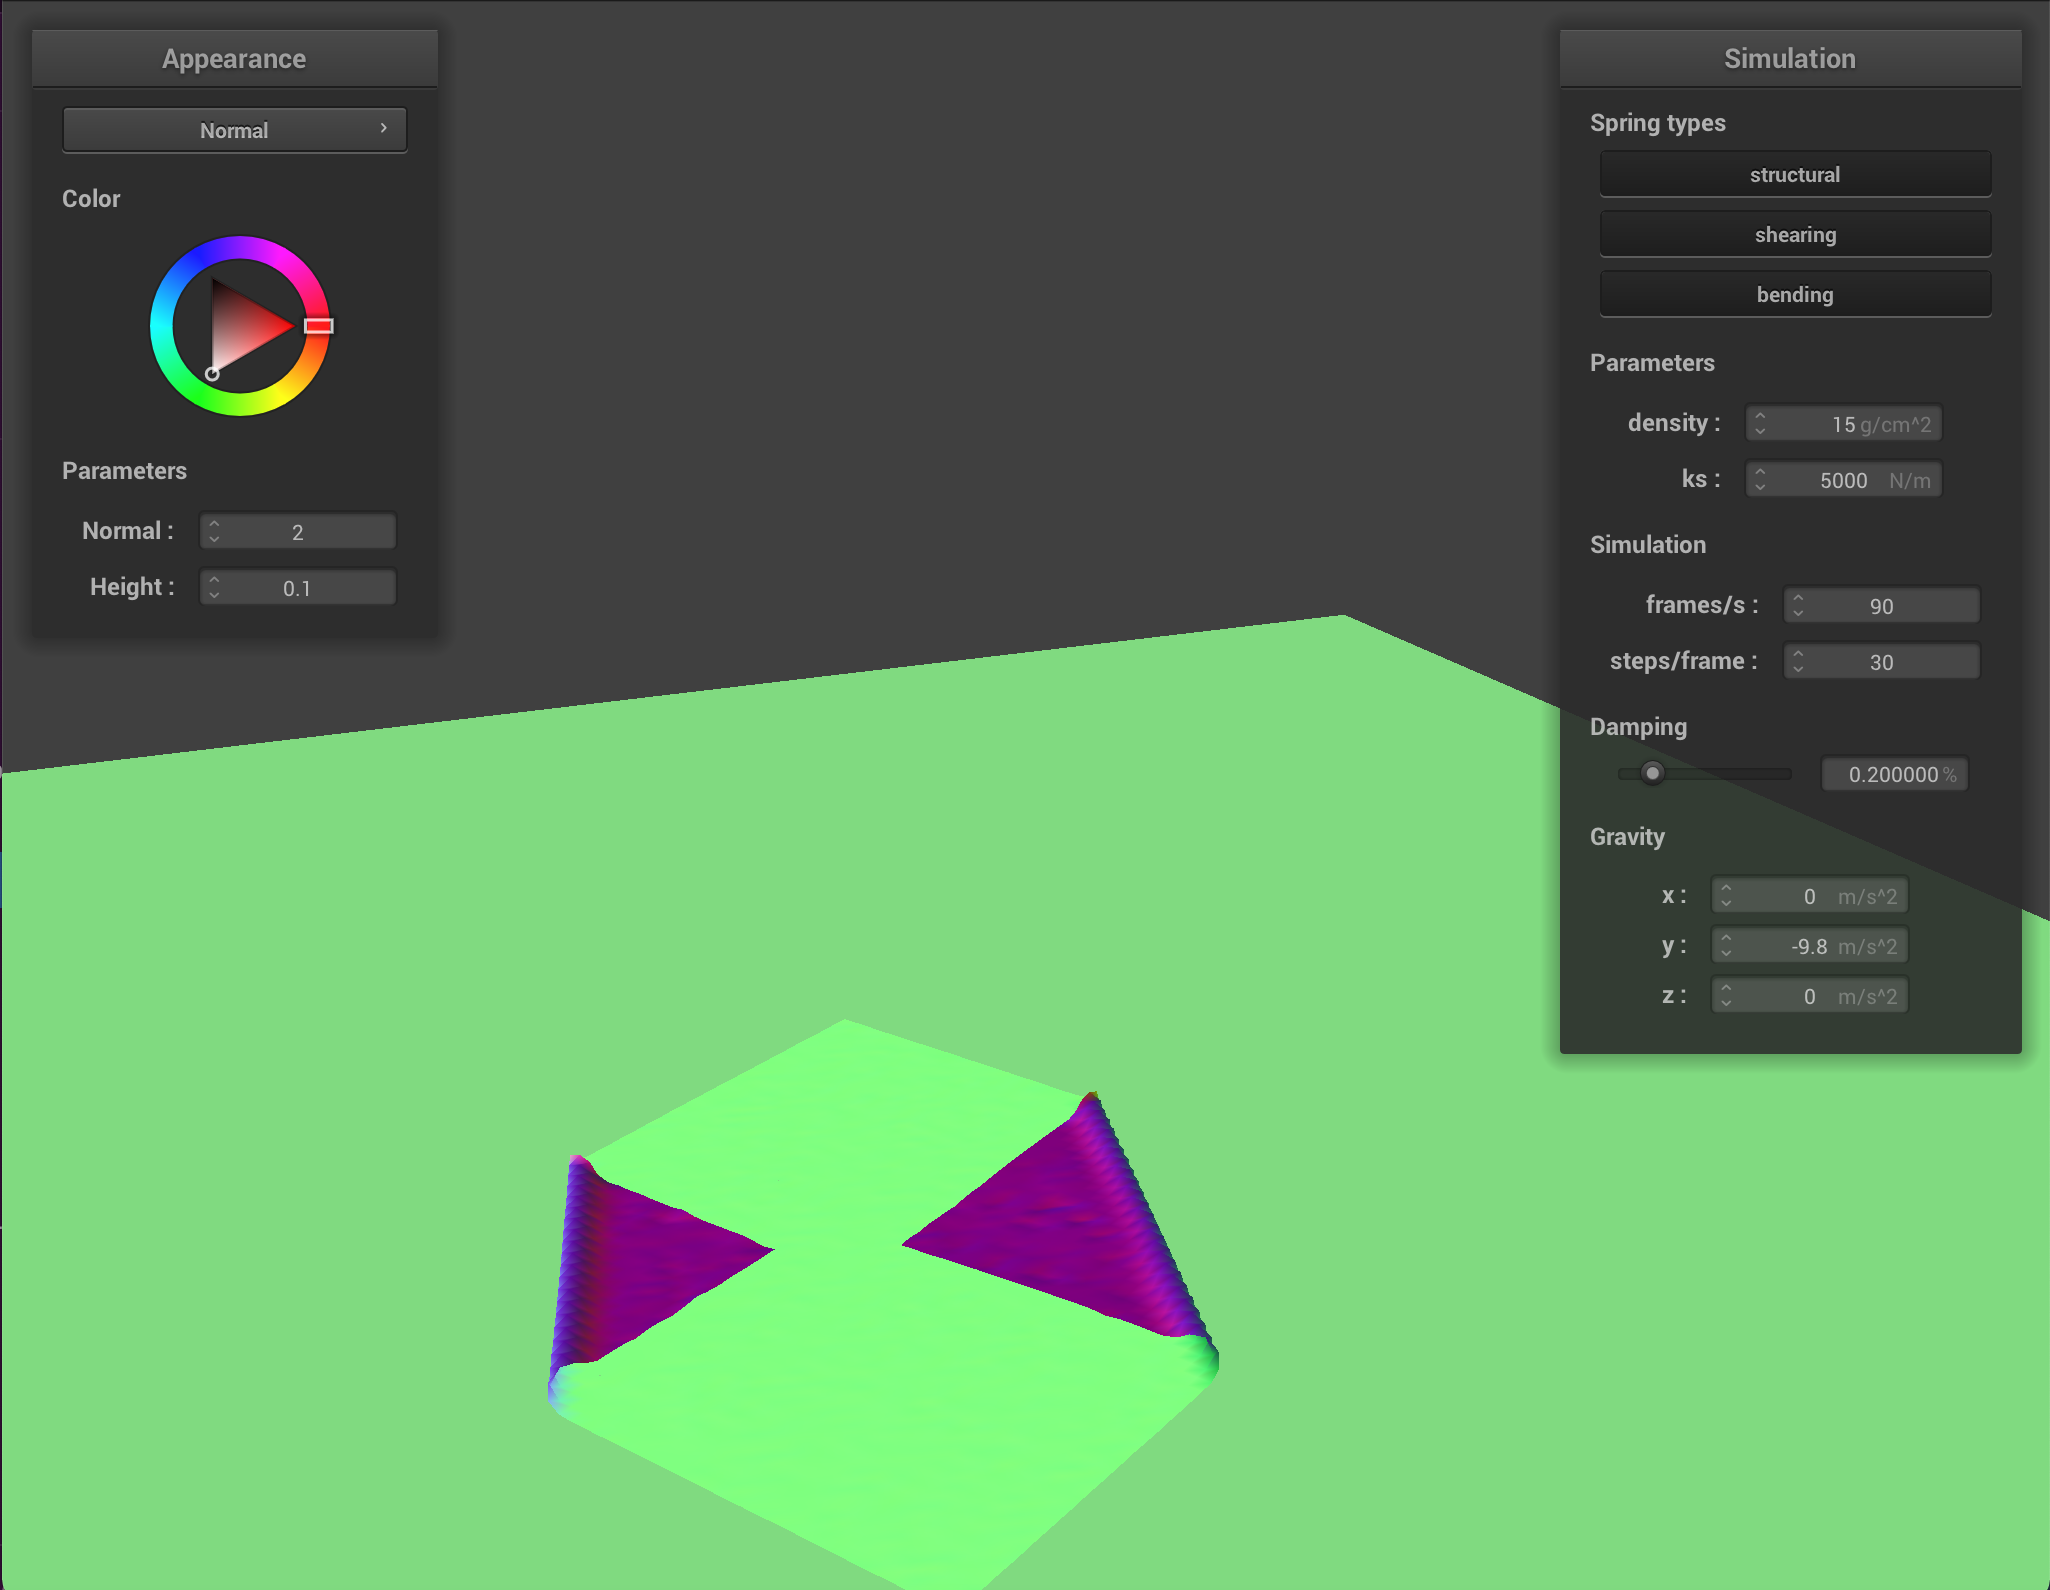 Appearance
Normal
Color
Parameters
Normal : 2
Height : 0.1
Simulation
Spring types
structural
shearing
bending
Parameters
density : 15 g/cm^2
ks : 5000 N/m
Simulation
frames/s : 90
steps/frame : 30
Damping
0.200000 %
Gravity
x : 0 m/s^2
y : -9.8 m/s^2
z : 0 m/s^2